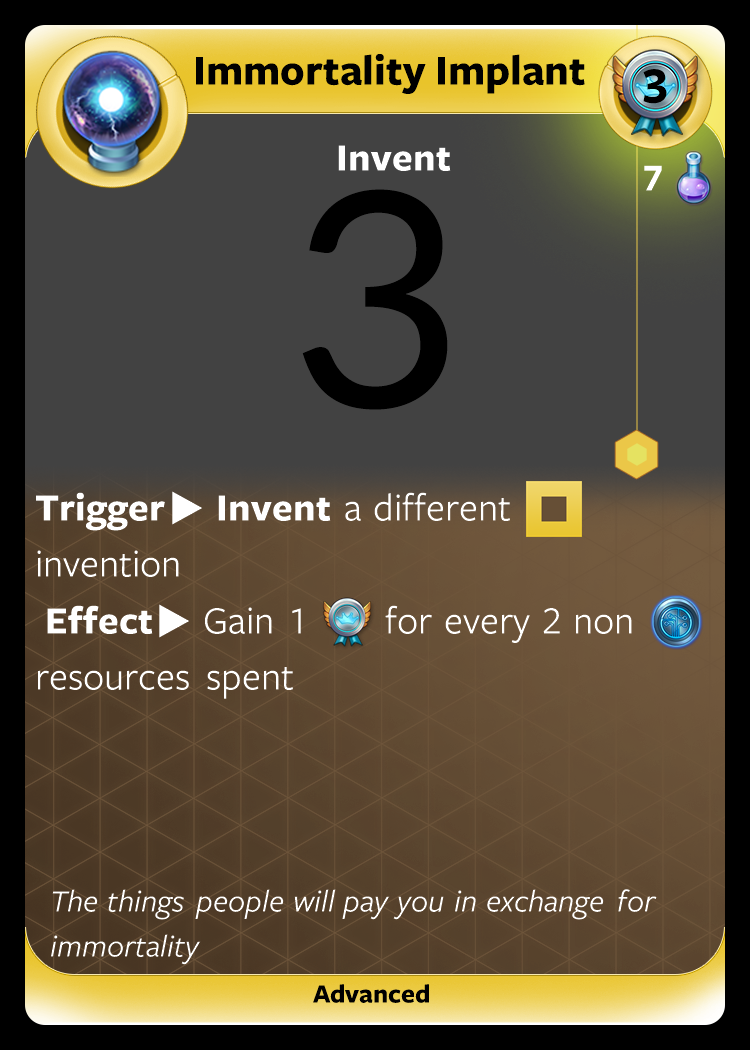 Immortality Implant
3
Invent
7
3
Trigger▶ Invent a different
invention
Effect▶ Gain 1 for every 2 non
resources spent
The things people will pay you in exchange for
immortality
Advanced